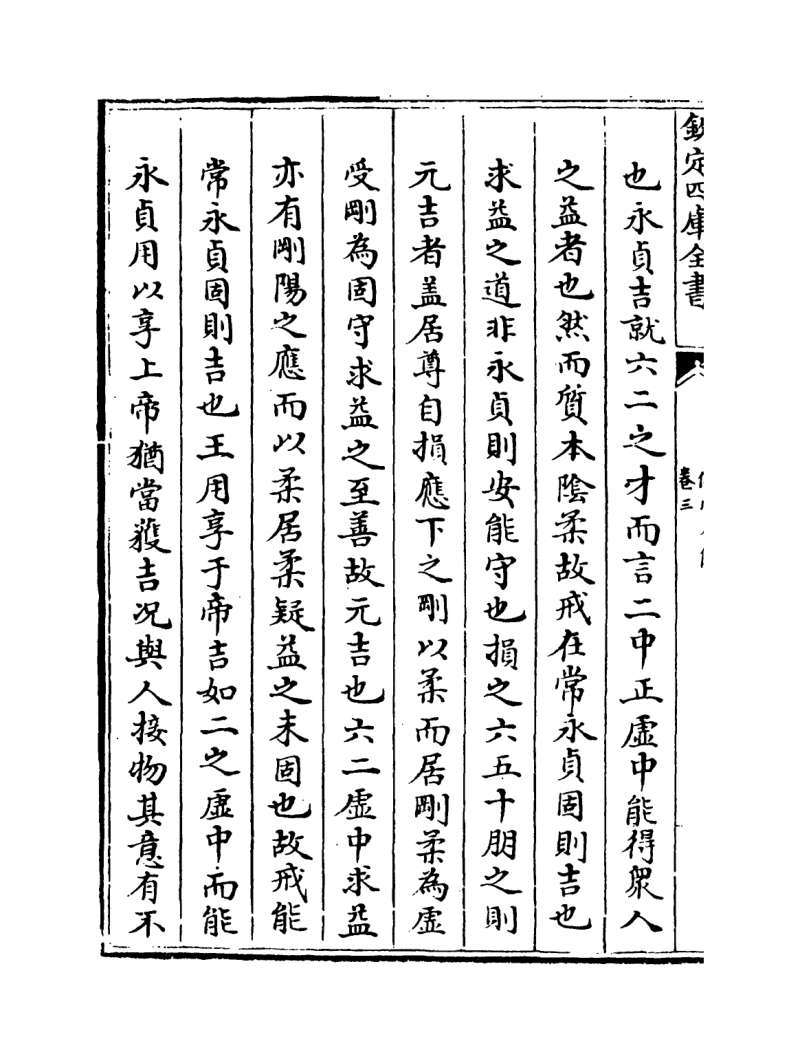 欽定四庫全書
卷三
也永貞吉就六二之才而言二中正虛中能得衆人
之益者也然而質本陰柔故戒在常永貞固則吉也
求益之道非永貞則安能守也損之六五十朋之則
元吉者盖居尊自損應下之剛以柔而居剛柔為虛
受剛為固守求益之至善故元吉也六二虛中求益
亦有剛陽之應而以柔居柔疑益之未固也故戒能
常永貞固則吉也王用享于帝吉如二之虛中而能
永貞用以享上帝猶當獲吉况與人接物其意有不